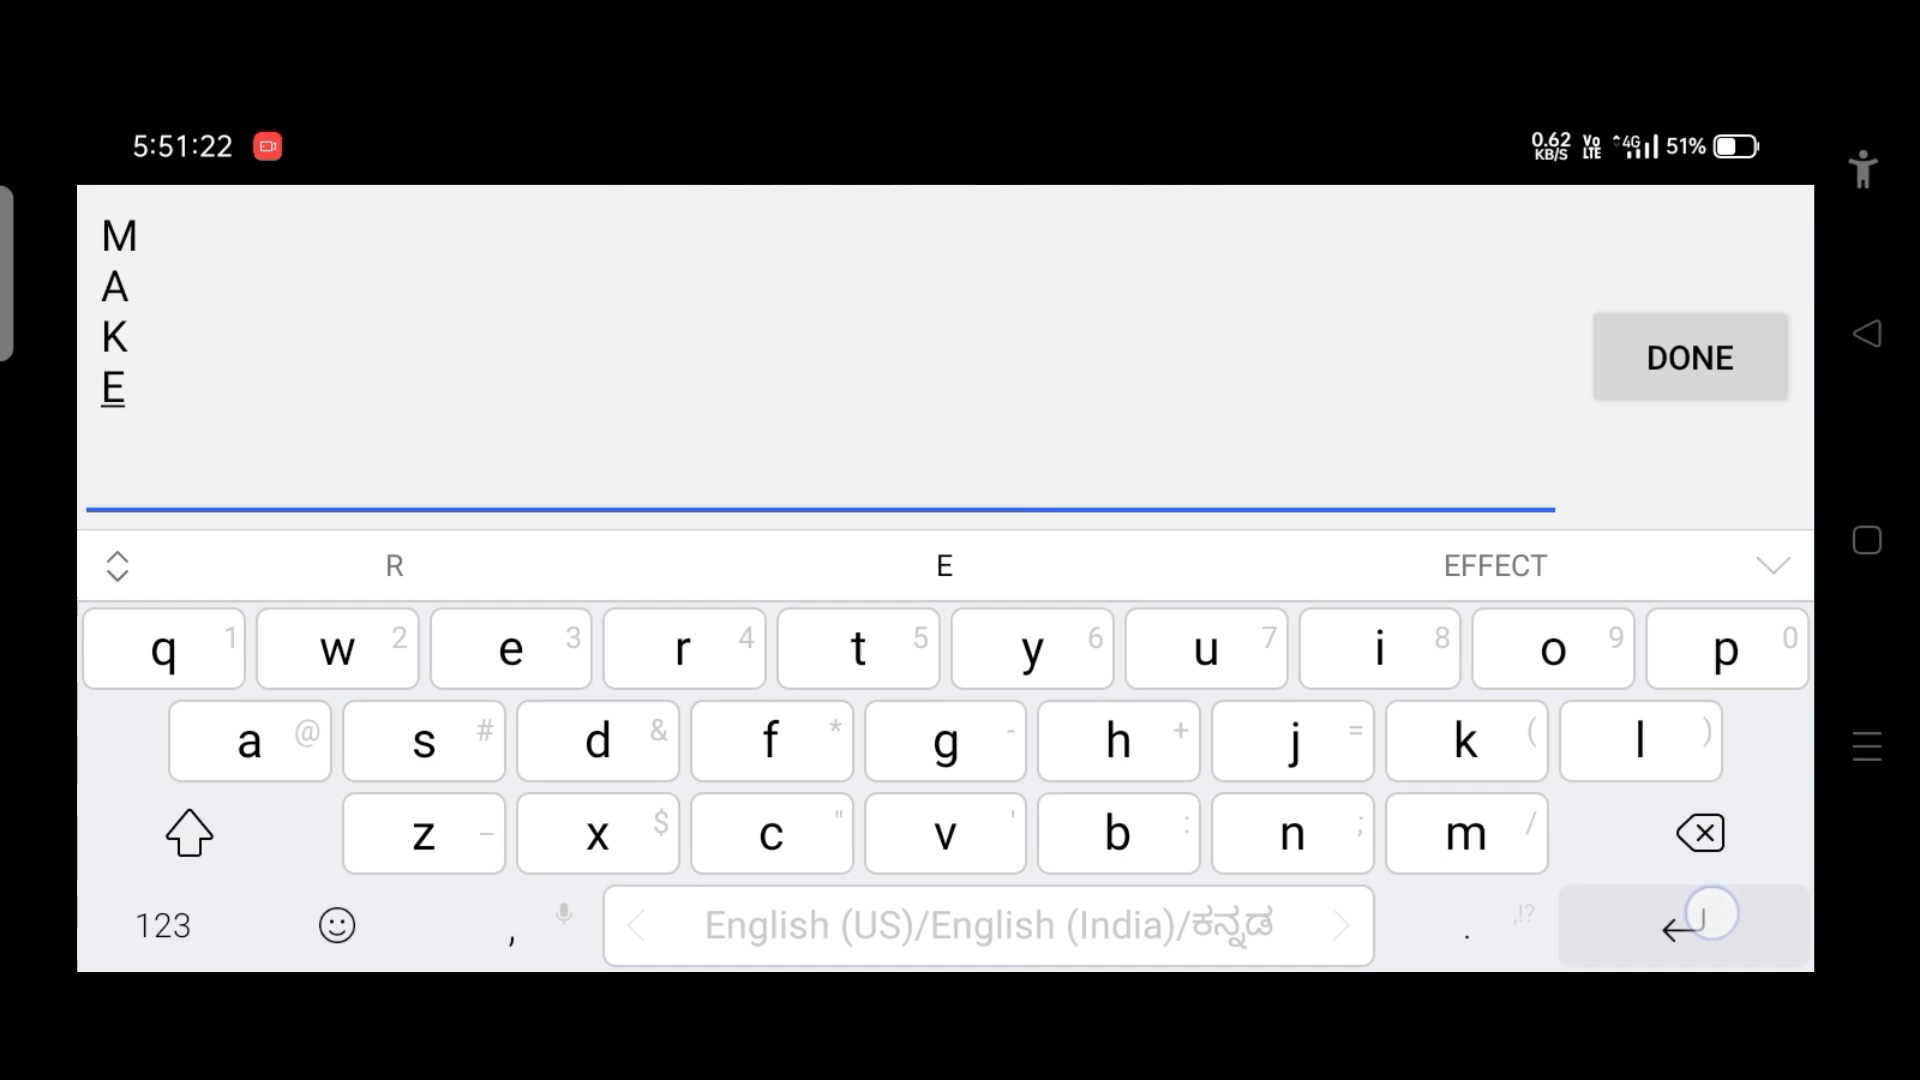 5:51:22 0.62 KB/S Vo LTE 4G 51%
M
A
K
E
DONE
R E EFFECT
q 1 w 2 e 3 r 4 t 5 y 6 u 7 i 8 o 9 p 0
a @ s # d & f * g - h + j = k ( l )
z _ x $ c " v ' b : n ; m /
123 , English (US)/English (India)/ಕನ್ನಡ . ,!?